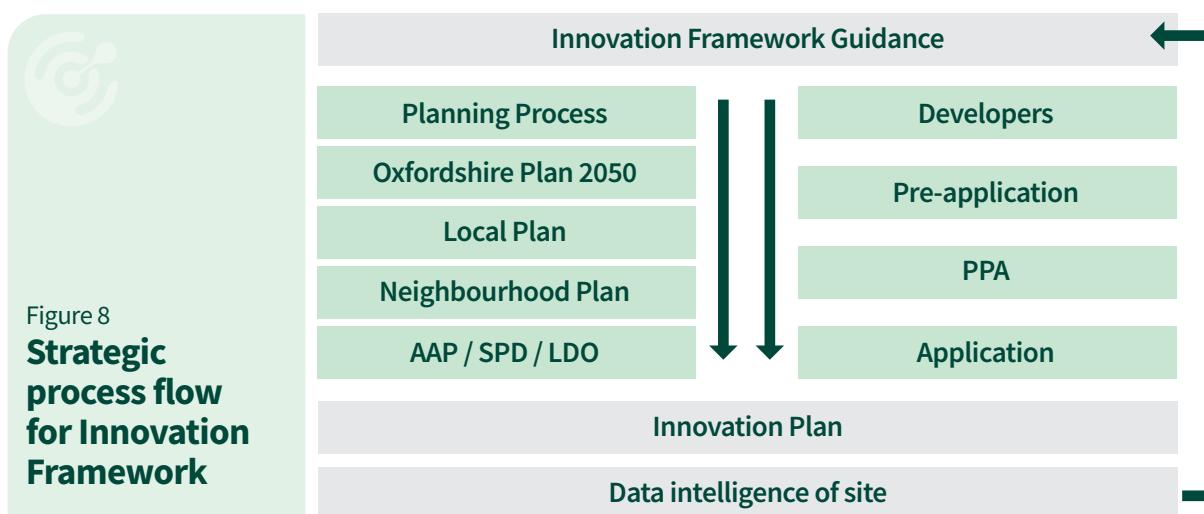 Figure 8
Strategic
process flow
for Innovation
Framework
Innovation Framework Guidance
Planning Process
Oxfordshire Plan 2050
Local Plan
Neighbourhood Plan
AAP / SPD / LDO
Developers
Pre-application
PPA
Application
Innovation Plan
Data intelligence of site